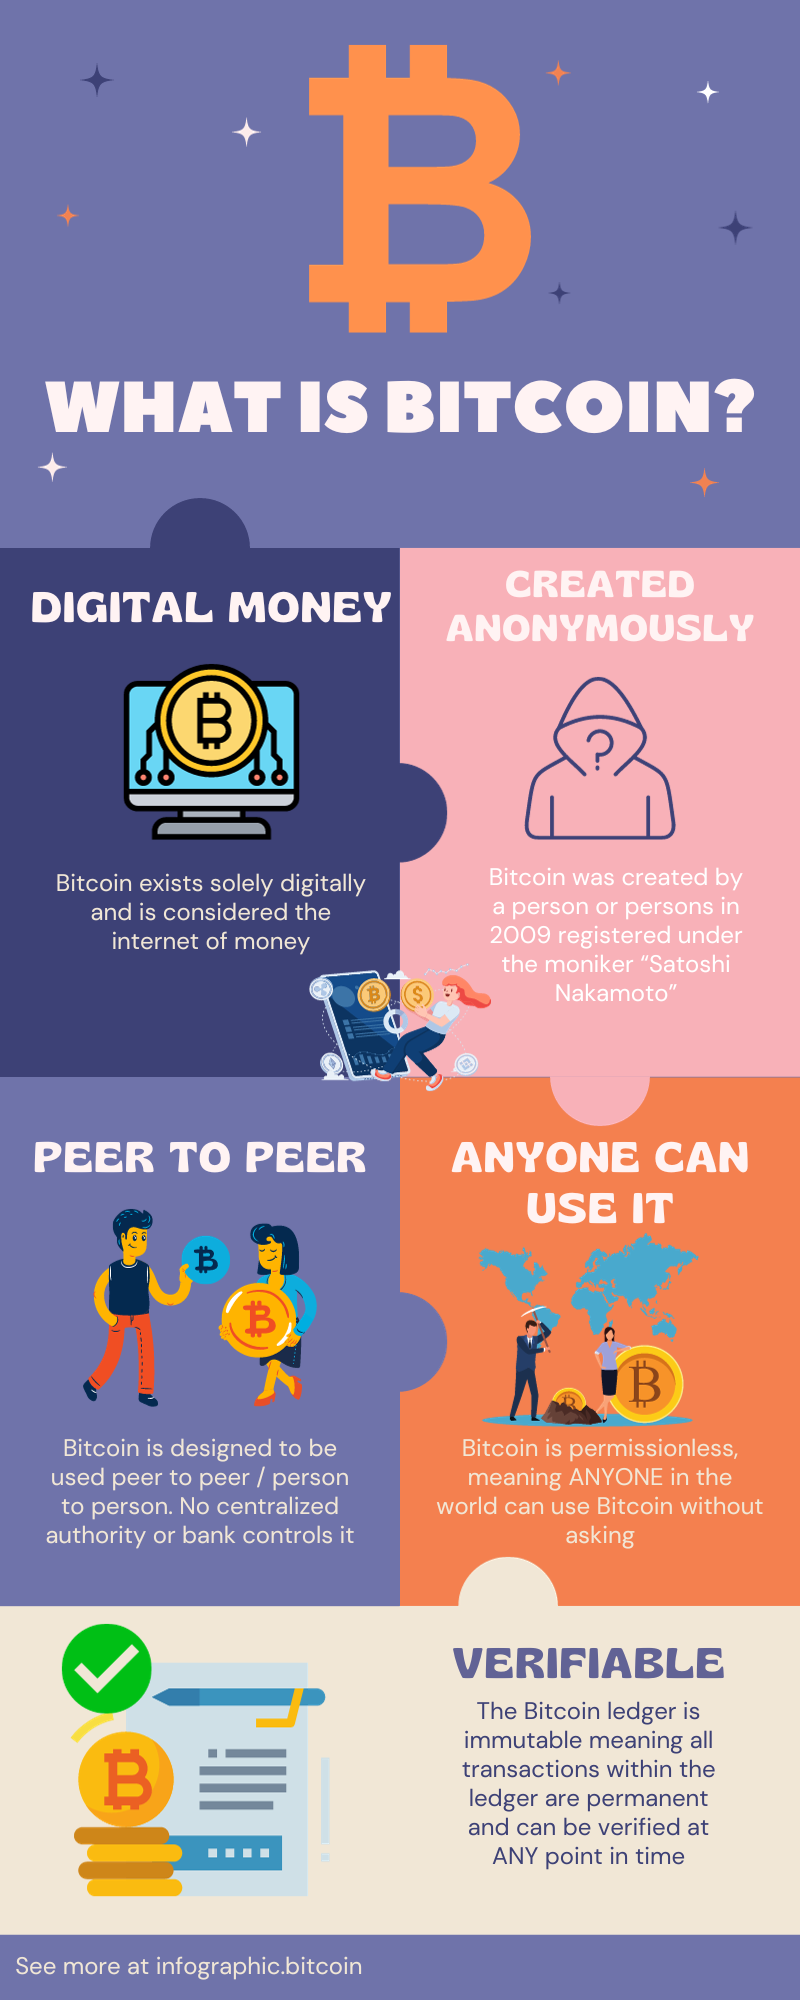 WHAT IS BITCOIN?
DIGITAL MONEY
Bitcoin exists solely digitally
and is considered the
internet of money
CREATED
ANONYMOUSLY
?
Bitcoin was created by
a person or persons in
2009 registered under
the moniker “Satoshi
Nakamoto”
PEER TO PEER
Bitcoin is designed to be
used peer to peer / person
to person. No centralized
authority or bank controls it
ANYONE CAN
USE IT
Bitcoin is permissionless,
meaning ANYONE in the
world can use Bitcoin without
asking
VERIFIABLE
The Bitcoin ledger is
immutable meaning all
transactions within the
ledger are permanent
and can be verified at
ANY point in time
See more at infographic.bitcoin